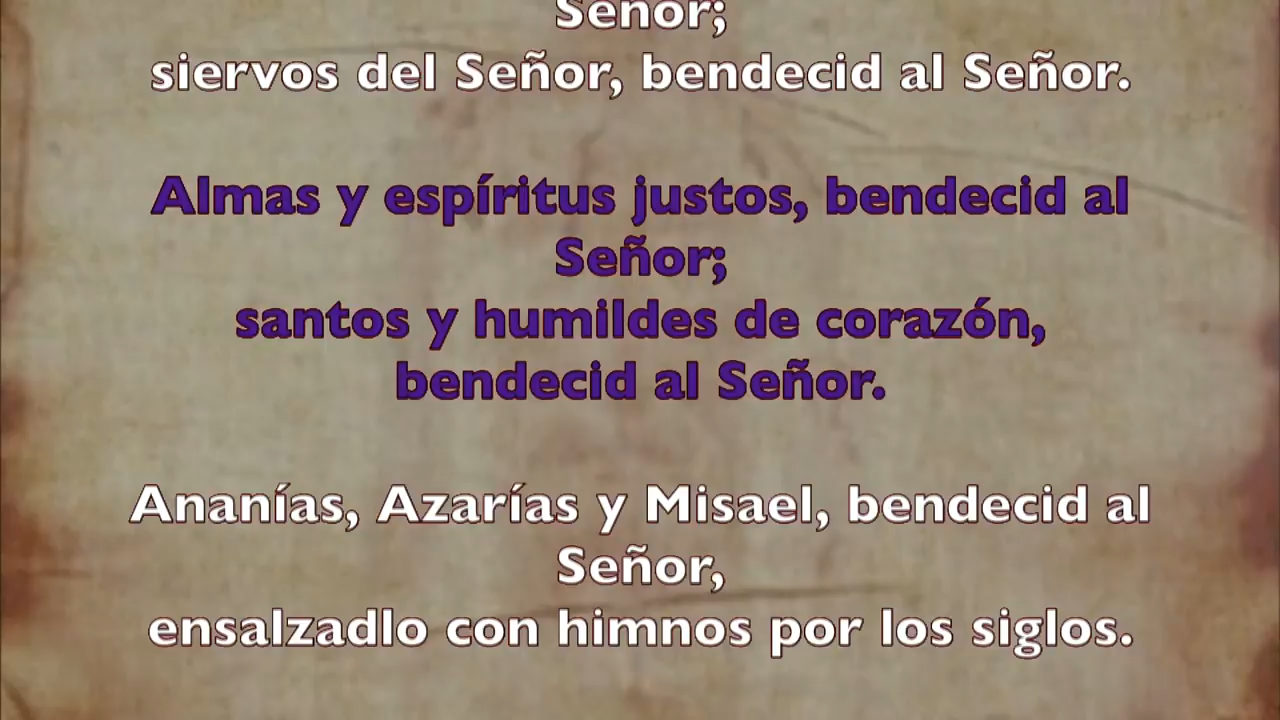 Señor;
siervos del Señor, bendecid al Señor.
Almas y espíritus justos, bendecid al
Señor;
santos y humildes de corazón,
bendecid al Señor.
Ananías, Azarías y Misael, bendecid al
Señor,
ensalzadlo con himnos por los siglos.